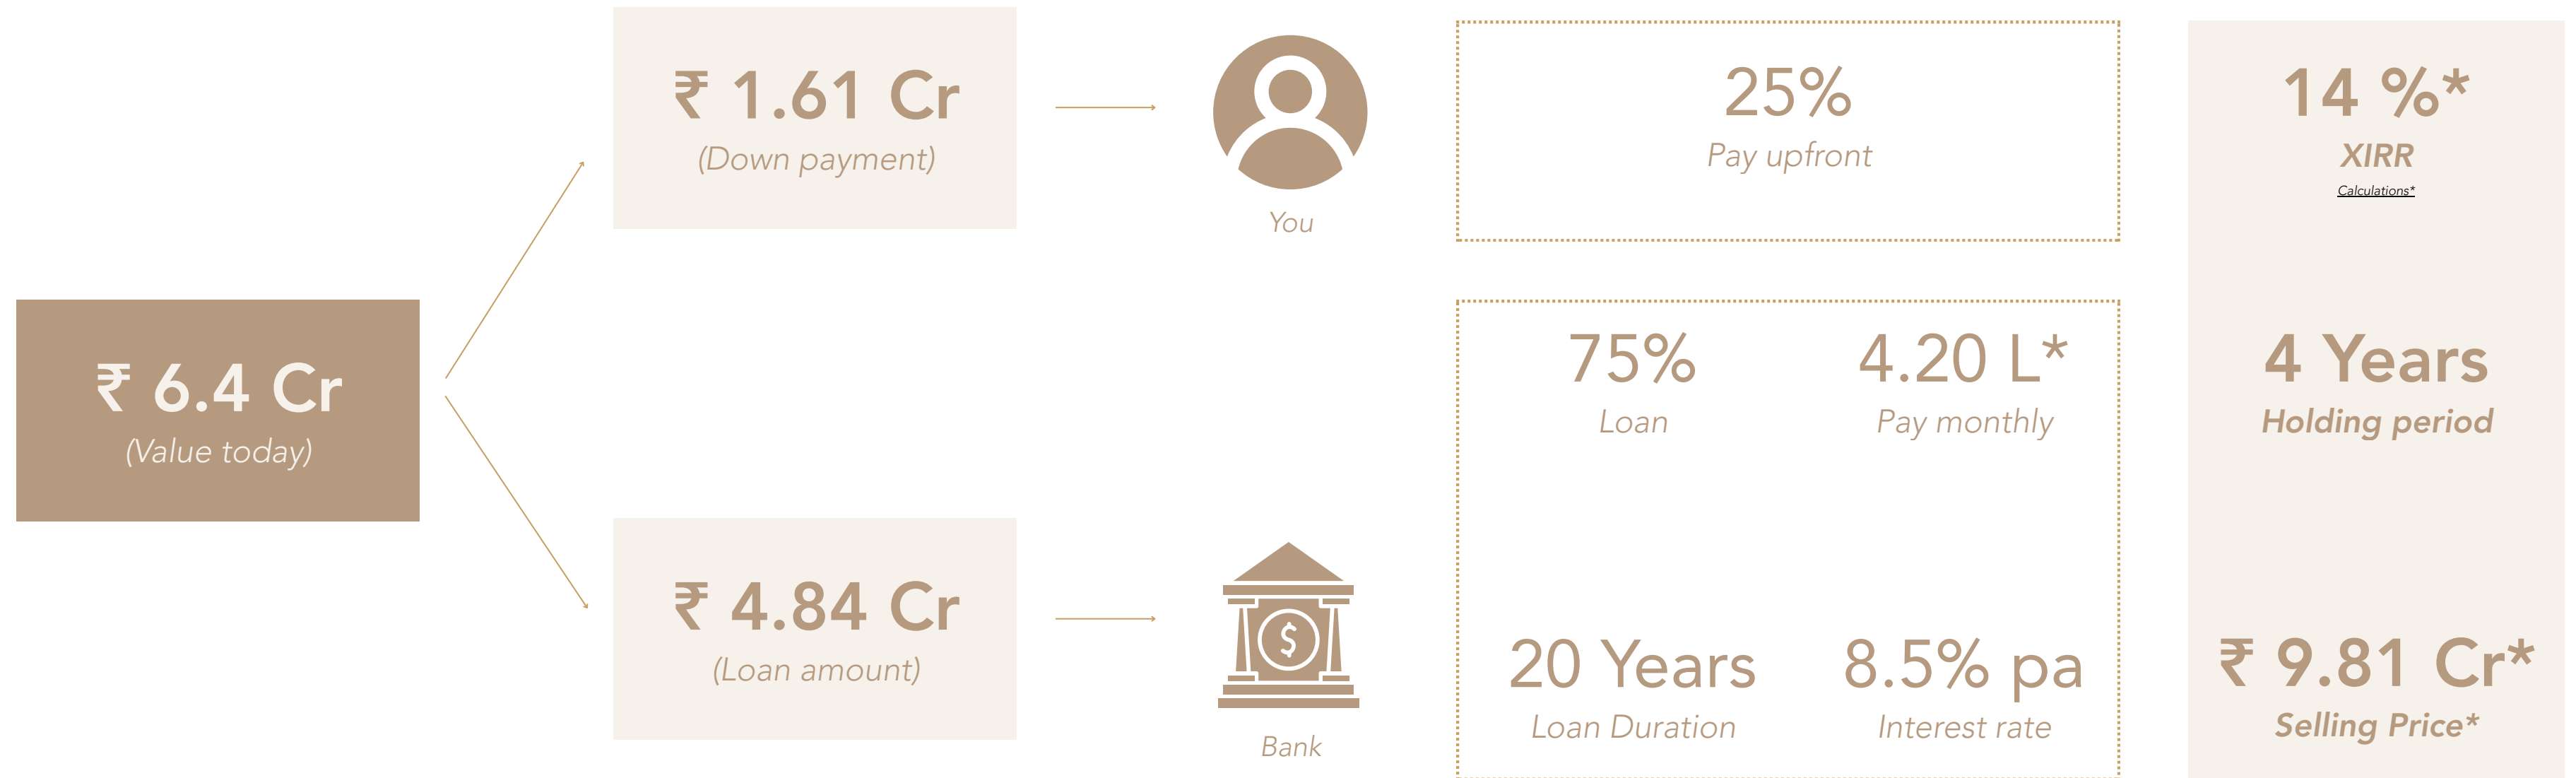 ₹ 6.4 Cr
(Value today)
₹ 1.61 Cr
(Down payment)
You
25%
Pay upfront
₹ 4.84 Cr
(Loan amount)
$
Bank
75%
Loan
4.20 L*
Pay monthly
20 Years
Loan Duration
8.5% pa
Interest rate
14 %*
XIRR
Calculations*
4 Years
Holding period
₹ 9.81 Cr*
Selling Price*